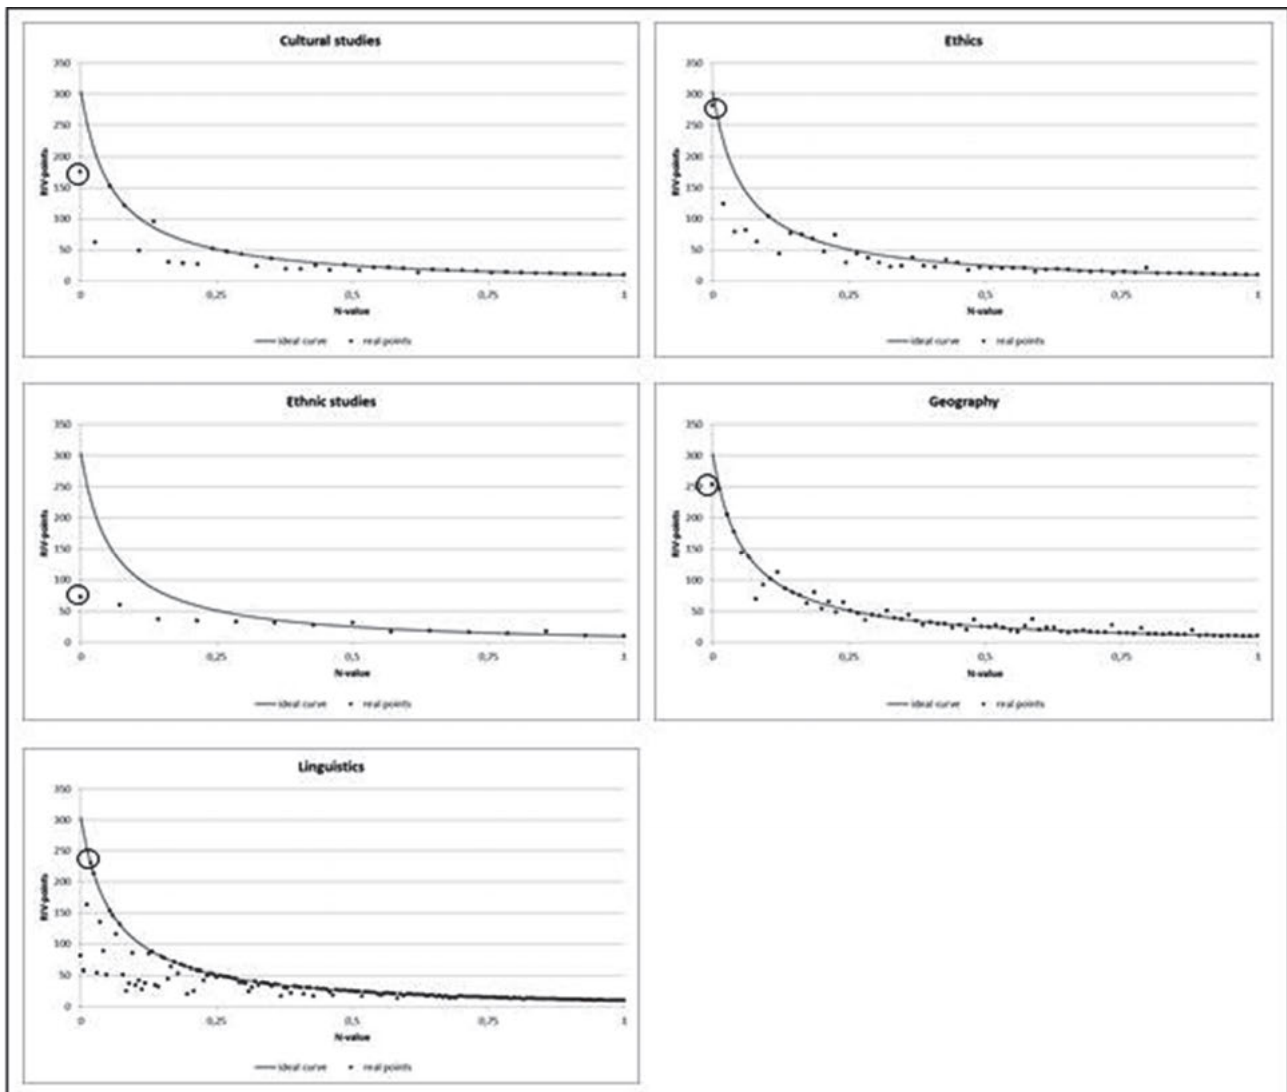 Cultural studies
350
300
250
200
150
100
50
0
RIV-points
0 0,25 0,5 0,75 1
N-value
ideal curve real points
Ethics
350
300
250
200
150
100
50
0
RIV-points
0 0,25 0,5 0,75 1
N-value
ideal curve real points
Ethnic studies
350
300
250
200
150
100
50
0
RIV-points
0 0,25 0,5 0,75 1
N-value
ideal curve real points
Geography
350
300
250
200
150
100
50
0
RIV-points
0 0,25 0,5 0,75 1
N-value
ideal curve real points
Linguistics
350
300
250
200
150
100
50
0
RIV-points
0 0,25 0,5 0,75 1
N-value
ideal curve real points